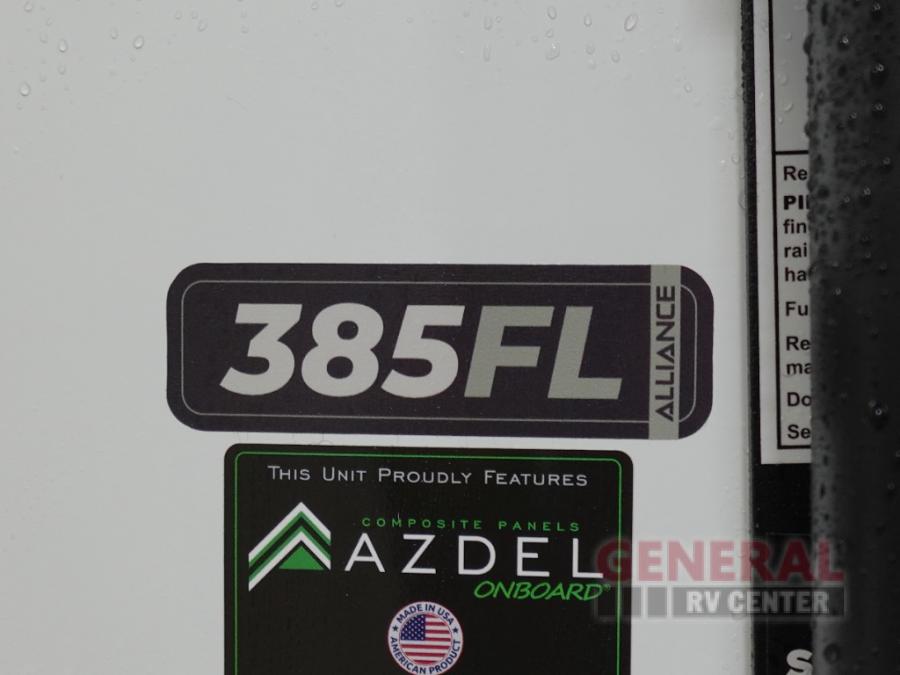 385FL
ALLIANCE
THIS UNIT PROUDLY FEATURES
COMPOSITE PANELS
AZDEL
ONBOARD®
MADE IN USA
AMERICAN PRODUCT
GENERAL
RV CENTER